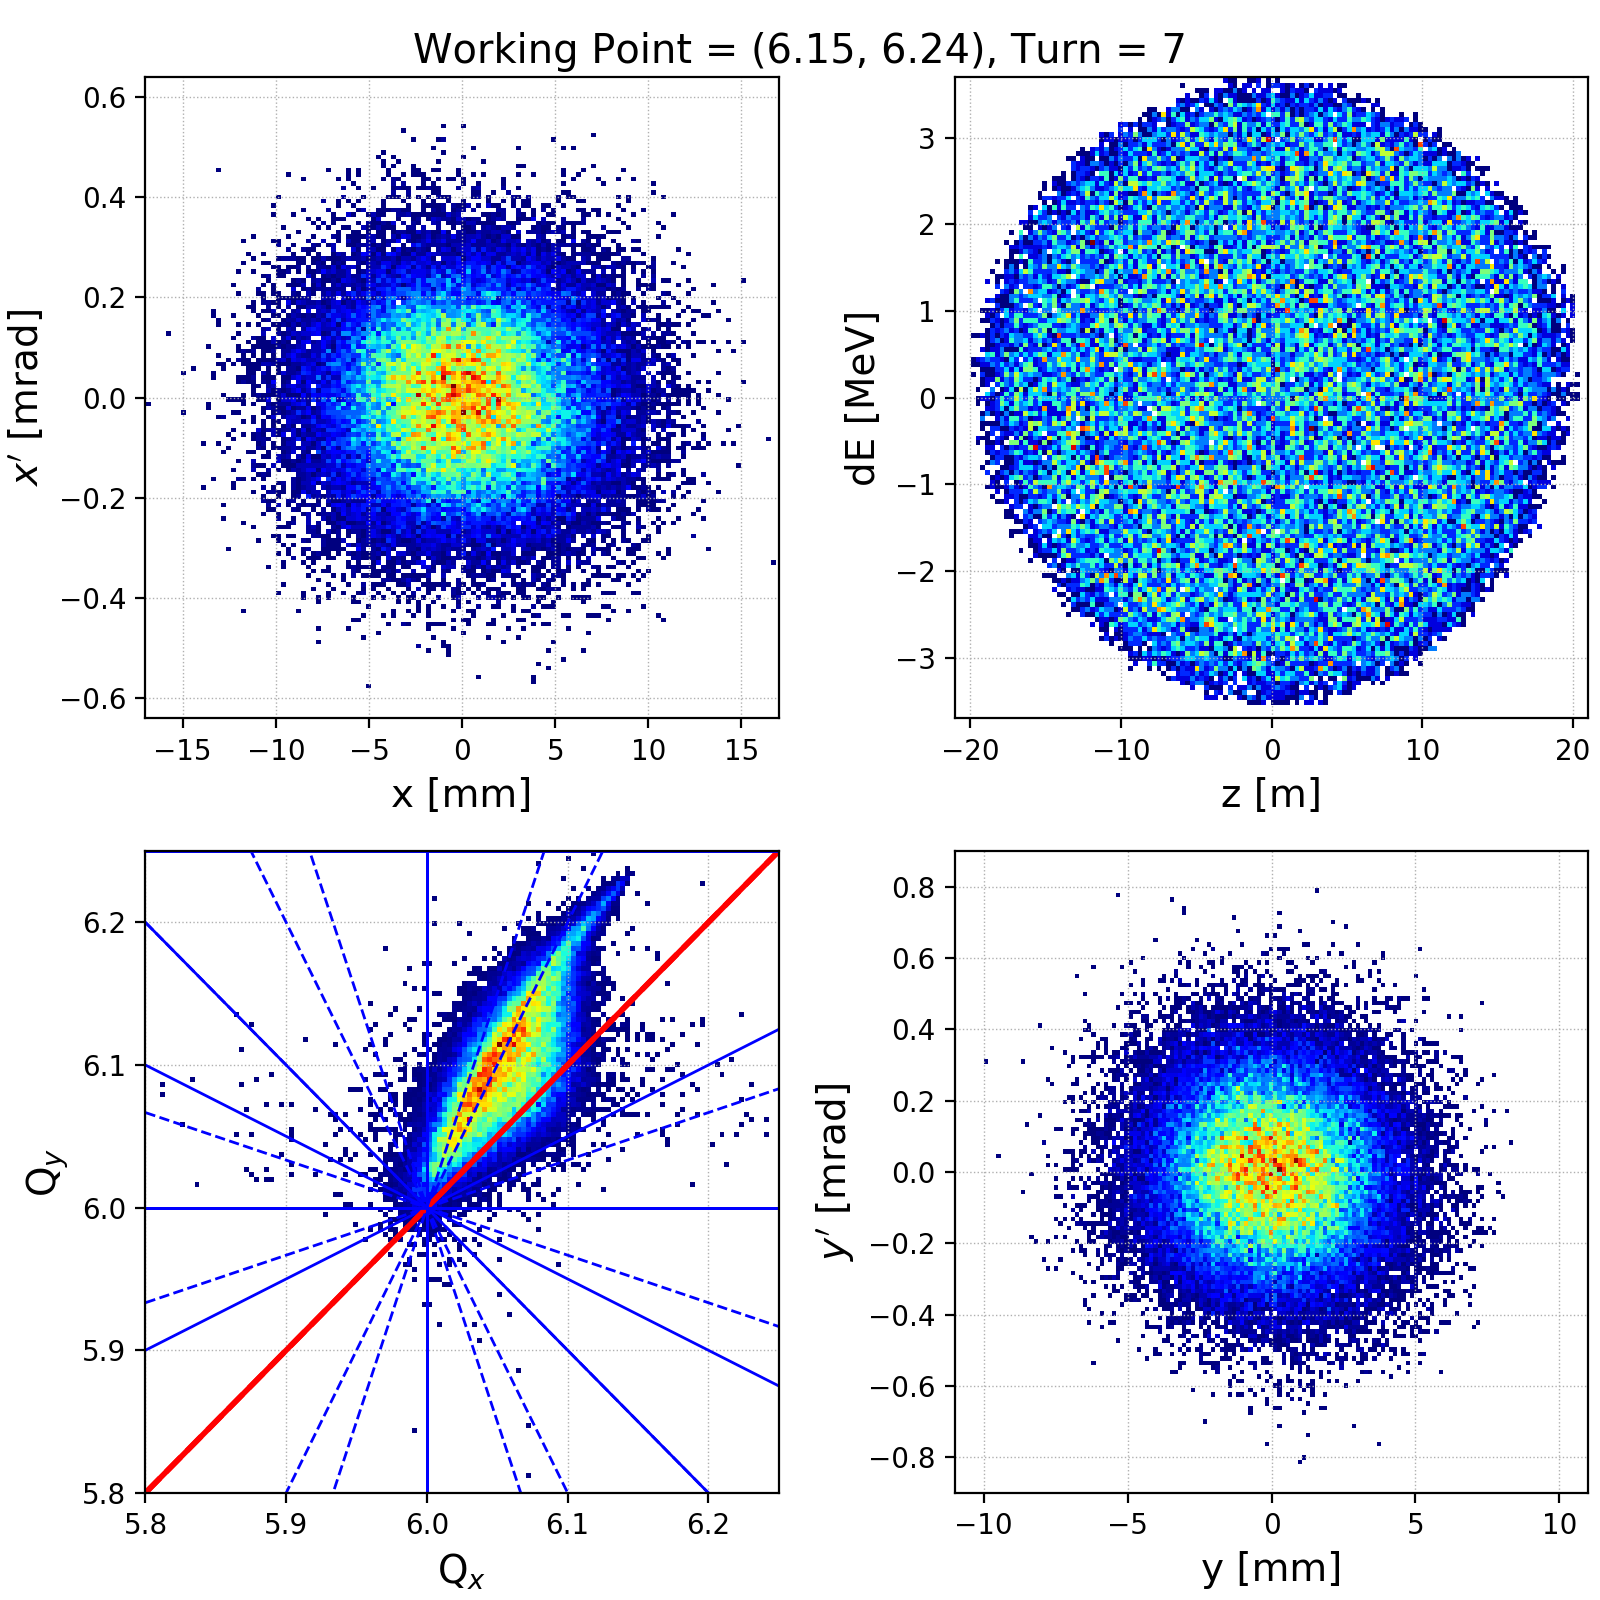 Working Point = (6.15, 6.24), Turn = 7
0.6
0.4
0.2
0.0
−0.2
−0.4
−0.6
x′ [mrad]
−15 −10 −5 0 5 10 15
x [mm]
3
2
1
0
−1
−2
−3
dE [MeV]
−20 −10 0 10 20
z [m]
6.2
6.1
6.0
5.9
5.8
Qy
5.8 5.9 6.0 6.1 6.2
Qx
0.8
0.6
0.4
0.2
0.0
−0.2
−0.4
−0.6
−0.8
y′ [mrad]
−10 −5 0 5 10
y [mm]